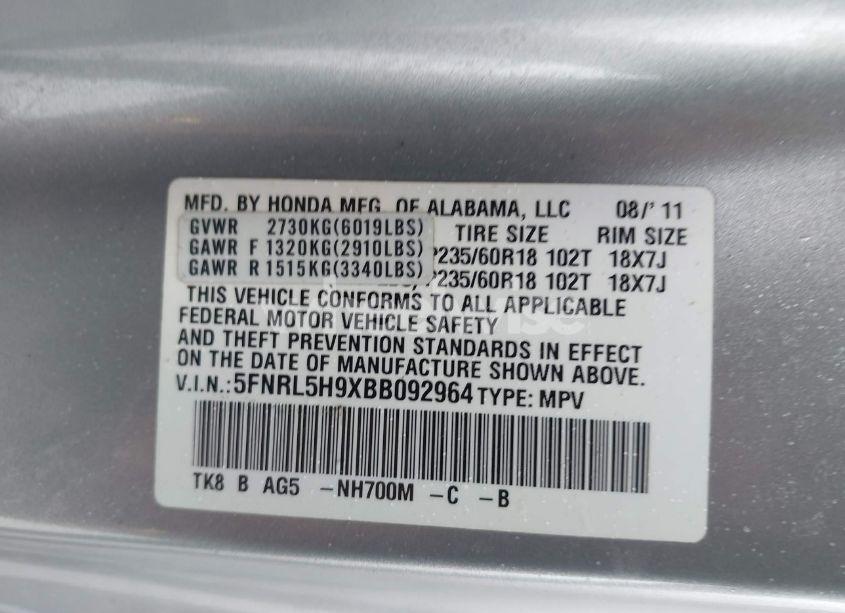 MFD. BY HONDA MFG. OF ALABAMA, LLC 08/' 11
GVWR 2730KG(6019LBS) TIRE SIZE RIM SIZE
GAWR F 1320KG(2910LBS) P235/60R18 102T 18X7J
GAWR R 1515KG(3340LBS) P235/60R18 102T 18X7J
THIS VEHICLE CONFORMS TO ALL APPLICABLE
FEDERAL MOTOR VEHICLE SAFETY
AND THEFT PREVENTION STANDARDS IN EFFECT
ON THE DATE OF MANUFACTURE SHOWN ABOVE.
V.I.N.:5FNRL5H9XBB092964 TYPE: MPV
TK8 B AG5 -NH700M -C -B